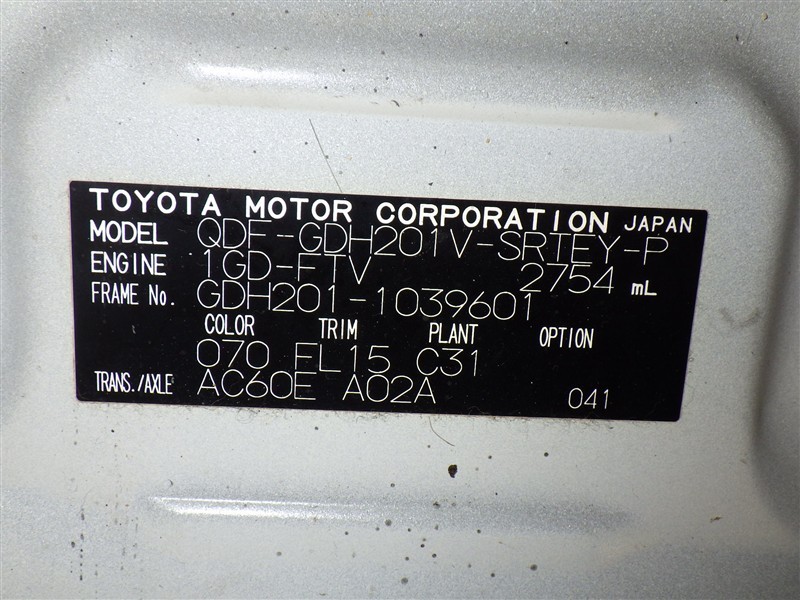 TOYOTA MOTOR CORPORATION JAPAN
MODEL QDF-GDH201V-SRTEY-P
ENGINE 1GD-FTV 2754 mL
FRAME No. GDH201-1039601
COLOR TRIM PLANT OPTION
070 FL15 C31
TRANS./AXLE AC60E A02A 041